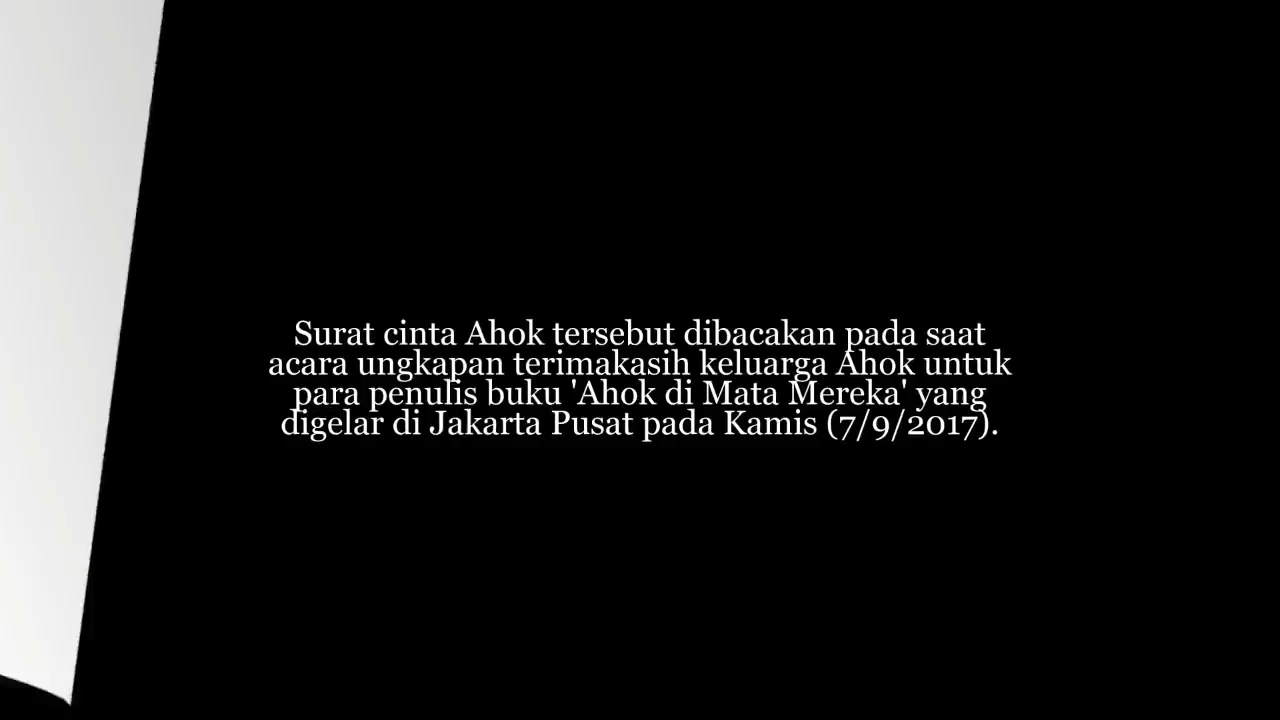 Surat cinta Ahok tersebut dibacakan pada saat
acara ungkapan terimakasih keluarga Ahok untuk
para penulis buku 'Ahok di Mata Mereka' yang
digelar di Jakarta Pusat pada Kamis (7/9/2017).